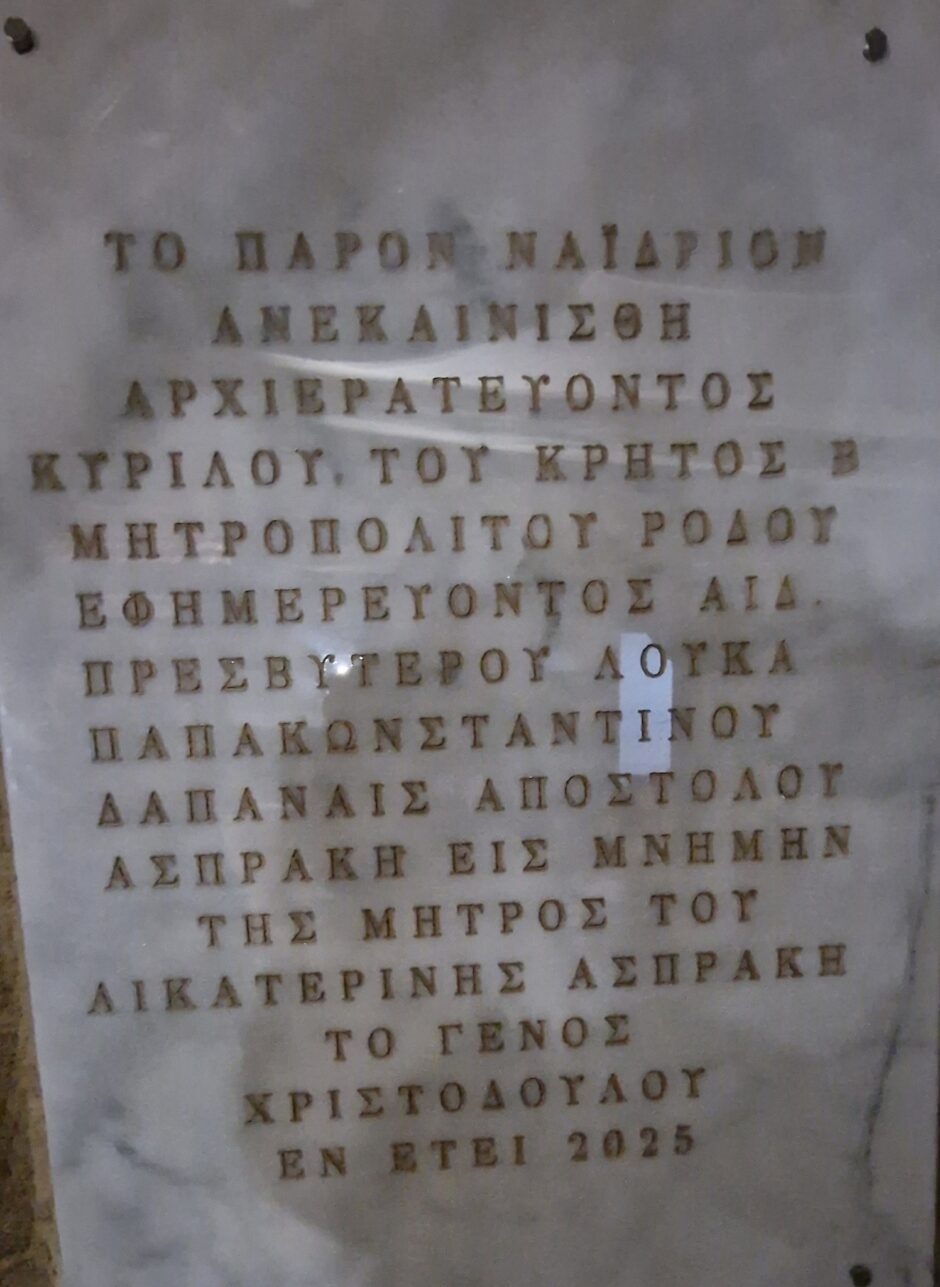 ΤΟ ΠΑΡΟΝ ΝΑΪΔΡΙΟΝ
ΑΝΕΚΑΙΝΙΣΘΗ
ΑΡΧΙΕΡΑΤΕΥΟΝΤΟΣ
ΚΥΡΙΛΟΥ. ΤΟΥ ΚΡΗΤΟΣ Β
ΜΗΤΡΟΠΟΛΙΤΟΥ ΡΟΔΟΥ
ΕΦΗΜΕΡΕΥΟΝΤΟΣ ΑΙΔ.
ΠΡΕΣΒΥΤΕΡΟΥ ΛΟΥΚΑ
ΠΑΠΑΚΩΝΣΤΑΝΤΙΝΟΥ
ΔΑΠΑΝΑΙΣ ΑΠΟΣΤΟΛΟΥ
ΑΣΠΡΑΚΗ ΕΙΣ ΜΝΗΜΗΝ
ΤΗΣ ΜΗΤΡΟΣ ΤΟΥ
ΑΙΚΑΤΕΡΙΝΗΣ ΑΣΠΡΑΚΗ
ΤΟ ΓΕΝΟΣ
ΧΡΙΣΤΟΔΟΥΛΟΥ
ΕΝ ΕΤΕΙ 2025